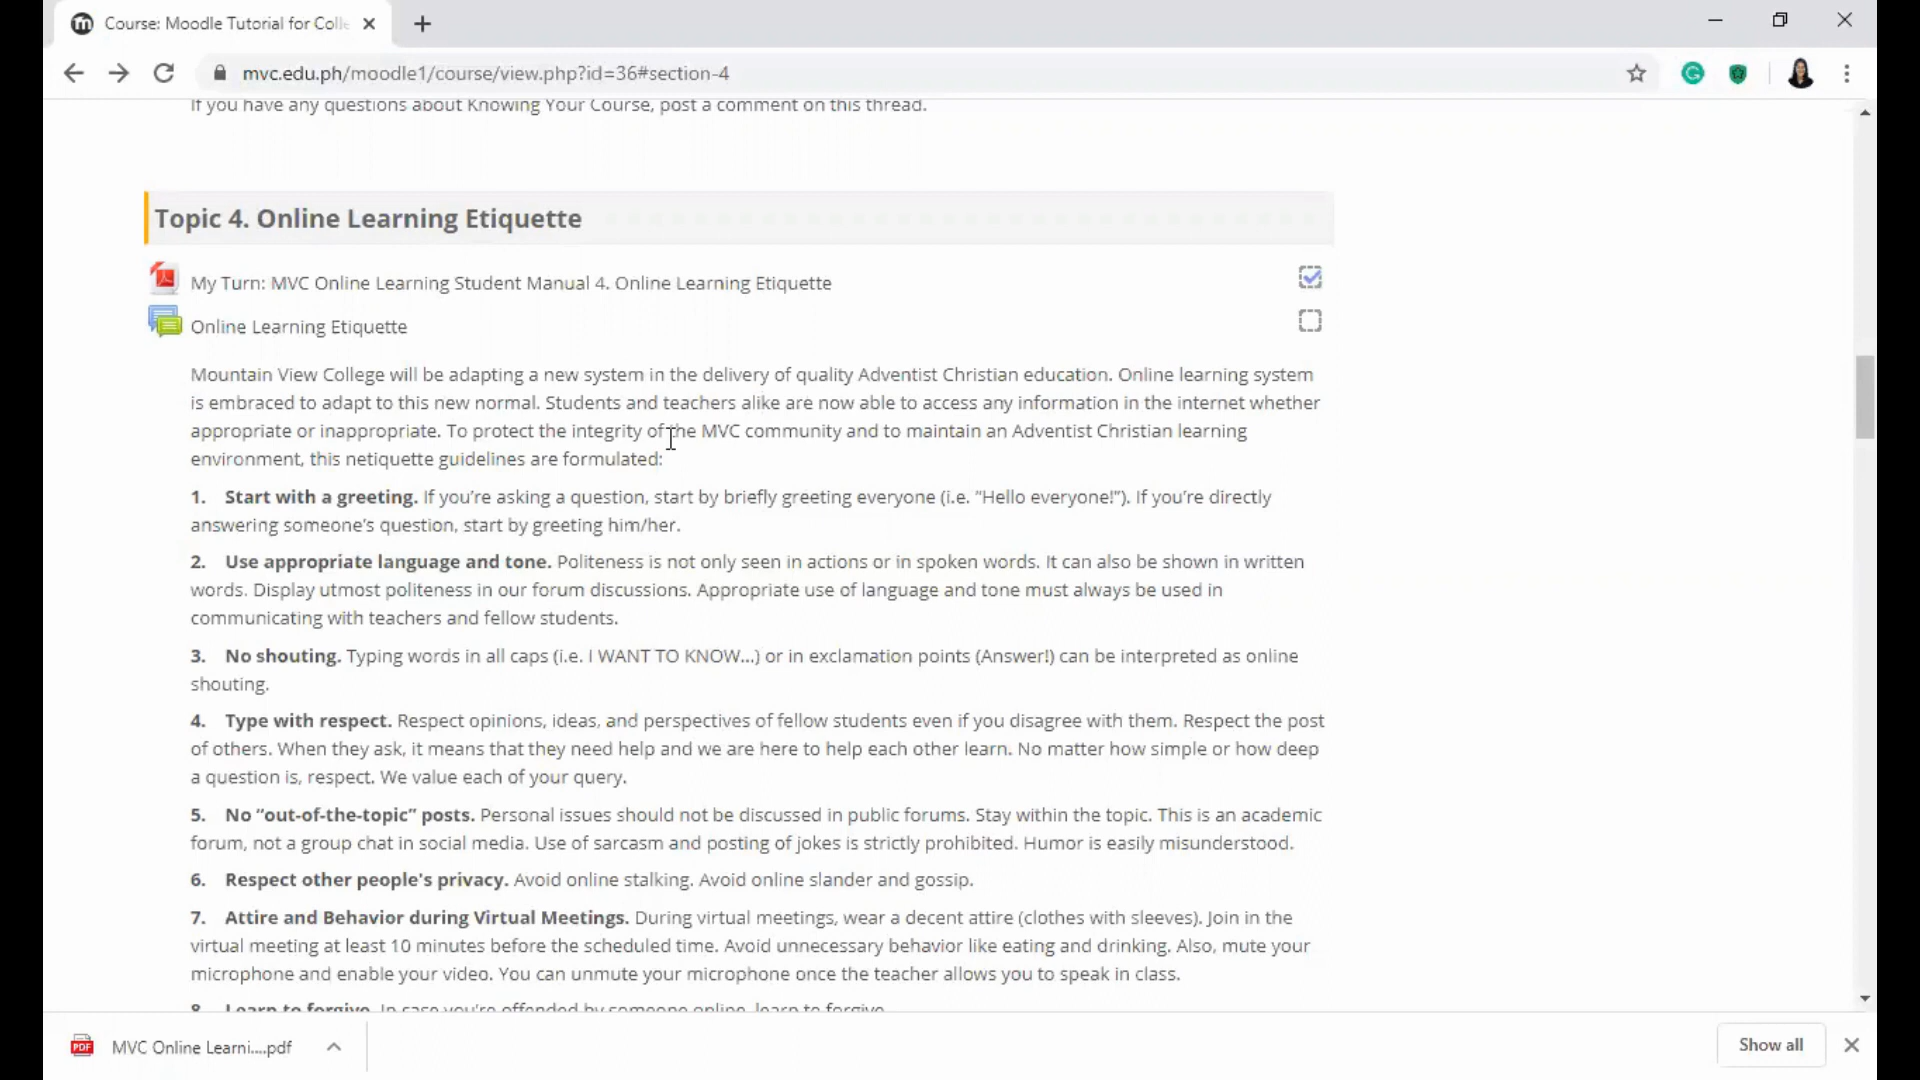 Course: Moodle Tutorial for Coll
mvc.edu.ph/moodle1/course/view.php?id=36#section-4
If you have any questions about Knowing Your Course, post a comment on this thread.
Topic 4. Online Learning Etiquette
My Turn: MVC Online Learning Student Manual 4. Online Learning Etiquette
Online Learning Etiquette
Mountain View College will be adapting a new system in the delivery of quality Adventist Christian education. Online learning system
is embraced to adapt to this new normal. Students and teachers alike are now able to access any information in the internet whether
appropriate or inappropriate. To protect the integrity of the MVC community and to maintain an Adventist Christian learning
environment, this netiquette guidelines are formulated:
1. Start with a greeting. If you're asking a question, start by briefly greeting everyone (i.e. "Hello everyone!"). If you're directly
answering someone's question, start by greeting him/her.
2. Use appropriate language and tone. Politeness is not only seen in actions or in spoken words. It can also be shown in written
words. Display utmost politeness in our forum discussions. Appropriate use of language and tone must always be used in
communicating with teachers and fellow students.
3. No shouting. Typing words in all caps (i.e. I WANT TO KNOW...) or in exclamation points (Answer!) can be interpreted as online
shouting.
4. Type with respect. Respect opinions, ideas, and perspectives of fellow students even if you disagree with them. Respect the post
of others. When they ask, it means that they need help and we are here to help each other learn. No matter how simple or how deep
a question is, respect. We value each of your query.
5. No "out-of-the-topic" posts. Personal issues should not be discussed in public forums. Stay within the topic. This is an academic
forum, not a group chat in social media. Use of sarcasm and posting of jokes is strictly prohibited. Humor is easily misunderstood.
6. Respect other people's privacy. Avoid online stalking. Avoid online slander and gossip.
7. Attire and Behavior during Virtual Meetings. During virtual meetings, wear a decent attire (clothes with sleeves). Join in the
virtual meeting at least 10 minutes before the scheduled time. Avoid unnecessary behavior like eating and drinking. Also, mute your
microphone and enable your video. You can unmute your microphone once the teacher allows you to speak in class.
8. Learn to forgive. In case you're offended by someone online, learn to forgive.
PDF MVC Online Learni....pdf
Show all